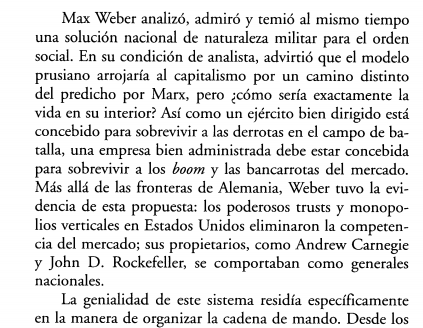 Max Weber analizó, admiró y temió al mismo tiempo
una solución nacional de naturaleza militar para el orden
social. En su condición de analista, advirtió que el modelo
prusiano arrojaría al capitalismo por un camino distinto
del predicho por Marx, pero ¿cómo sería exactamente la
vida en su interior? Así como un ejército bien dirigido está
concebido para sobrevivir a las derrotas en el campo de ba-
talla, una empresa bien administrada debe estar concebida
para sobrevivir a los boom y las bancarrotas del mercado.
Más allá de las fronteras de Alemania, Weber tuvo la evi-
dencia de esta propuesta: los poderosos trusts y monopo-
lios verticales en Estados Unidos eliminaron la competen-
cia del mercado; sus propietarios, como Andrew Carnegie
y John D. Rockefeller, se comportaban como generales
nacionales.
La genialidad de este sistema residía específicamente
en la manera de organizar la cadena de mando. Desde los